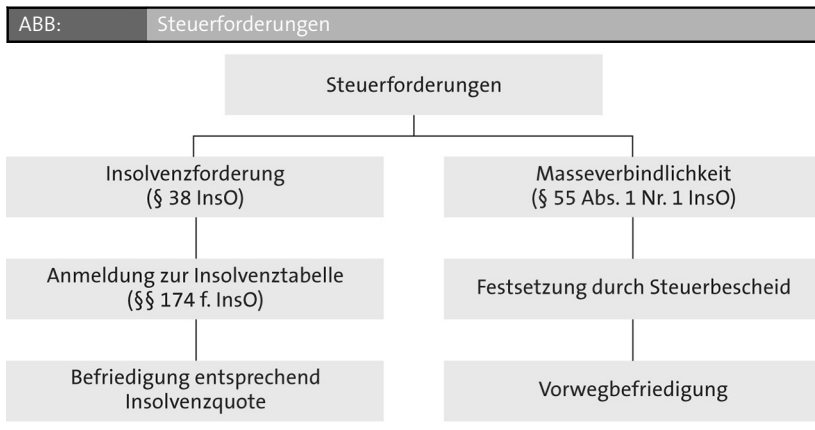 ABB: Steuerforderungen
Steuerforderungen
Insolvenzforderung
(§ 38 InsO)
Masseverbindlichkeit
(§ 55 Abs. 1 Nr. 1 InsO)
Anmeldung zur Insolvenztabelle
(§§ 174 f. InsO)
Festsetzung durch Steuerbescheid
Befriedigung entsprechend
Insolvenzquote
Vorwegbefriedigung